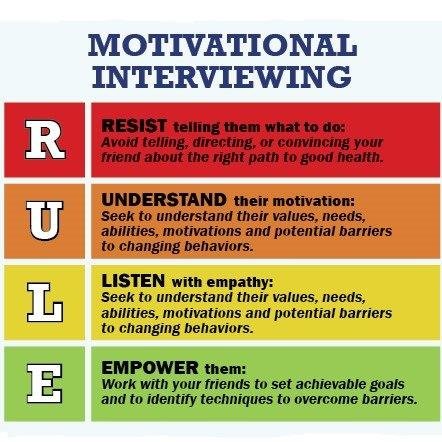 MOTIVATIONAL
INTERVIEWING
R
RESIST telling them what to do:
Avoid telling, directing, or convincing your
friend about the right path to good health.
U
UNDERSTAND their motivation:
Seek to understand their values, needs,
abilities, motivations and potential barriers
to changing behaviors.
L
LISTEN with empathy:
Seek to understand their values, needs,
abilities, motivations and potential barriers
to changing behaviors.
E
EMPOWER them:
Work with your friends to set achievable goals
and to identify techniques to overcome barriers.